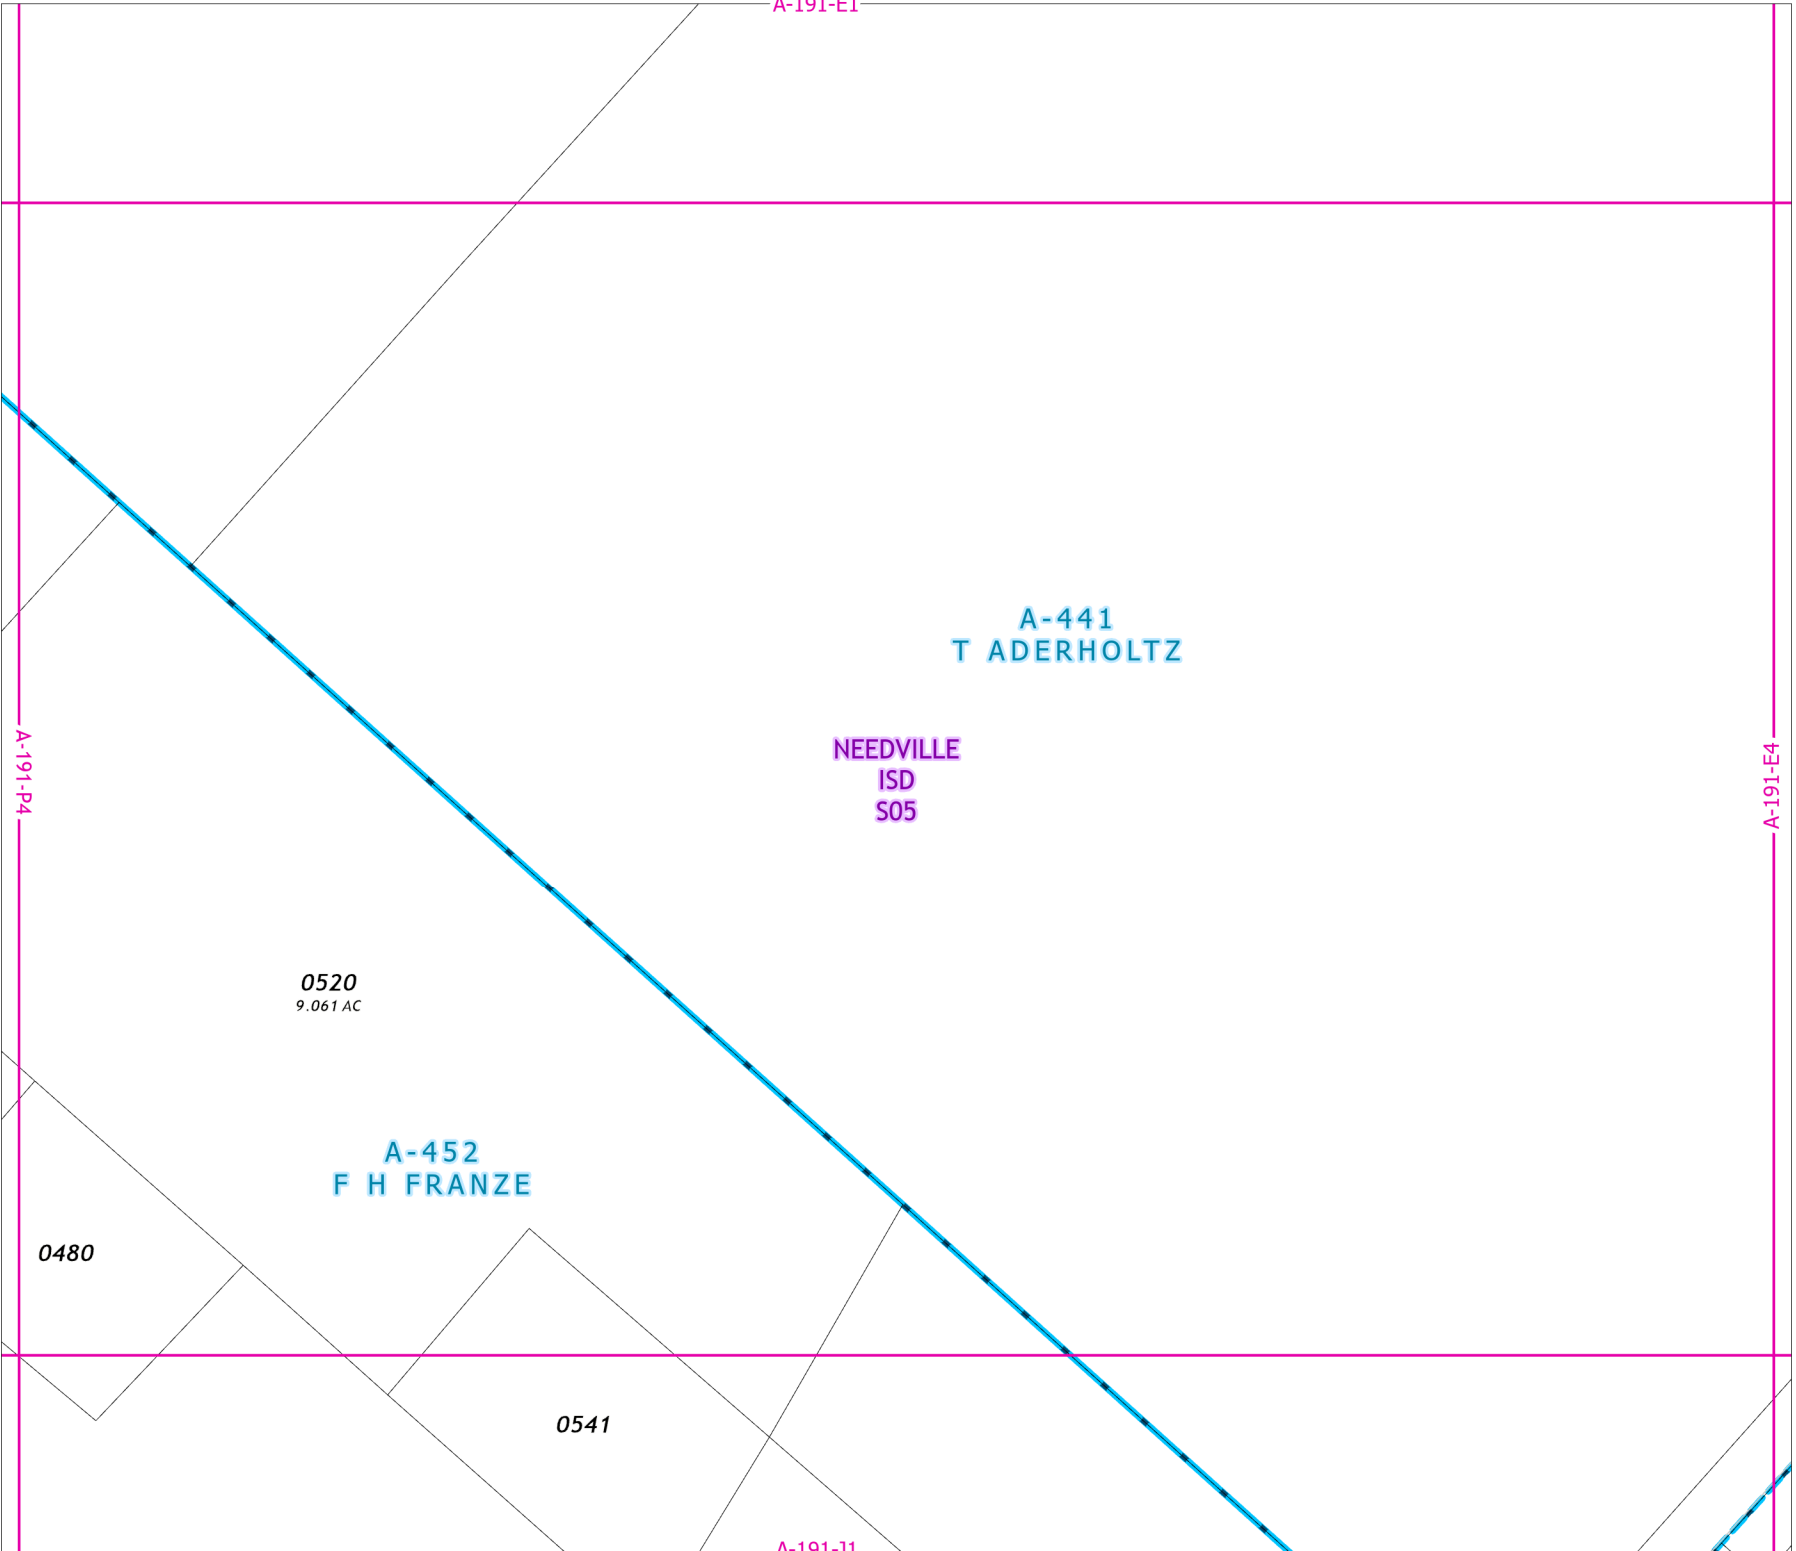 A-191-E1
A-441
T ADERHOLTZ
NEEDVILLE
ISD
S05
A-191-P4
A-191-E4
0520
9.061 AC
A-452
F H FRANZE
0480
0541
A-191-J1